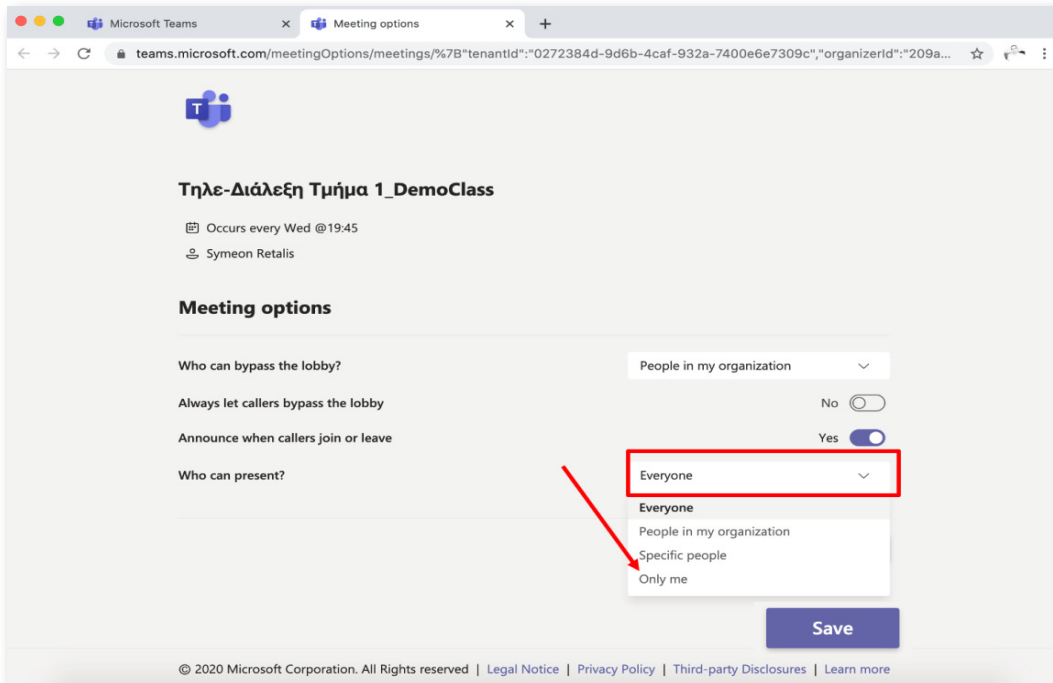 Microsoft Teams
Meeting options
teams.microsoft.com/meetingOptions/meetings/%7B"tenantId":"0272384d-9d6b-4caf-932a-7400e6e7309c","organizerId":"209a...
T
Τηλε-Διάλεξη Τμήμα 1_DemoClass
Occurs every Wed @19:45
Symeon Retalis
Meeting options
Who can bypass the lobby? People in my organization
Always let callers bypass the lobby No
Announce when callers join or leave Yes
Who can present? Everyone
Everyone
People in my organization
Specific people
Only me
Save
© 2020 Microsoft Corporation. All Rights reserved | Legal Notice | Privacy Policy | Third-party Disclosures | Learn more